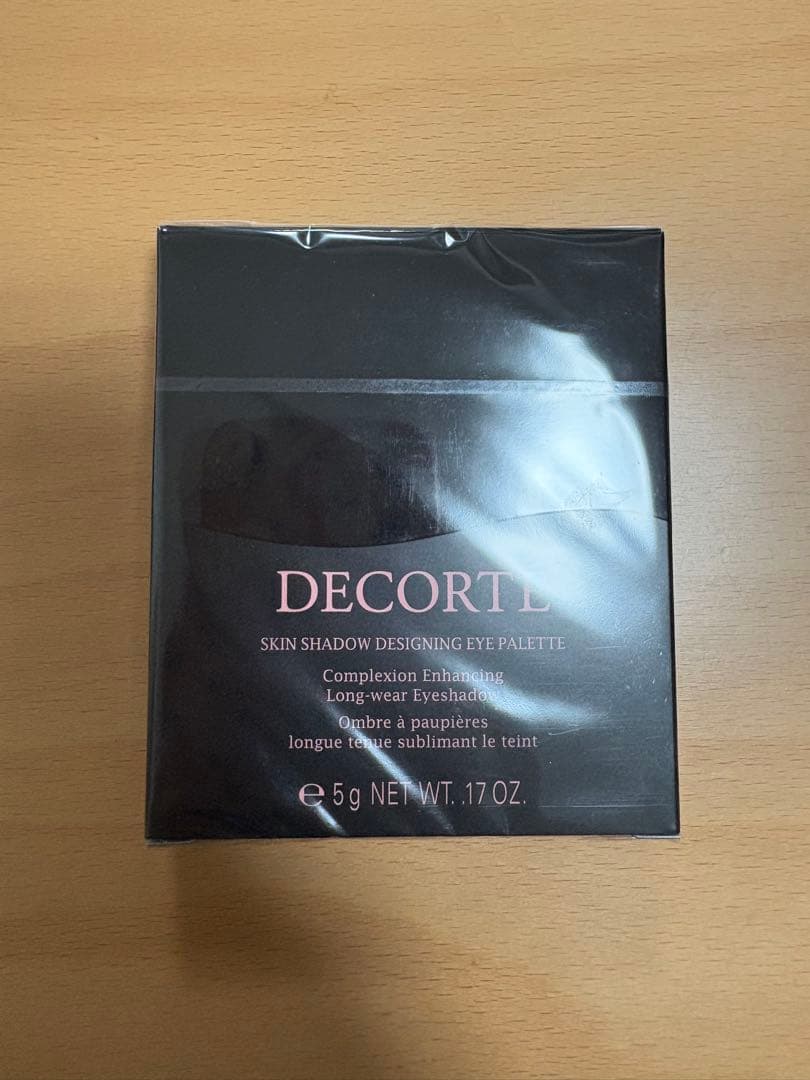 DECORTE
SKIN SHADOW DESIGNING EYE PALETTE
Complexion Enhancing
Long-wear Eyeshadow
Ombre à paupières
longue tenue sublimant le teint
℮ 5 g NET WT. .17 OZ.